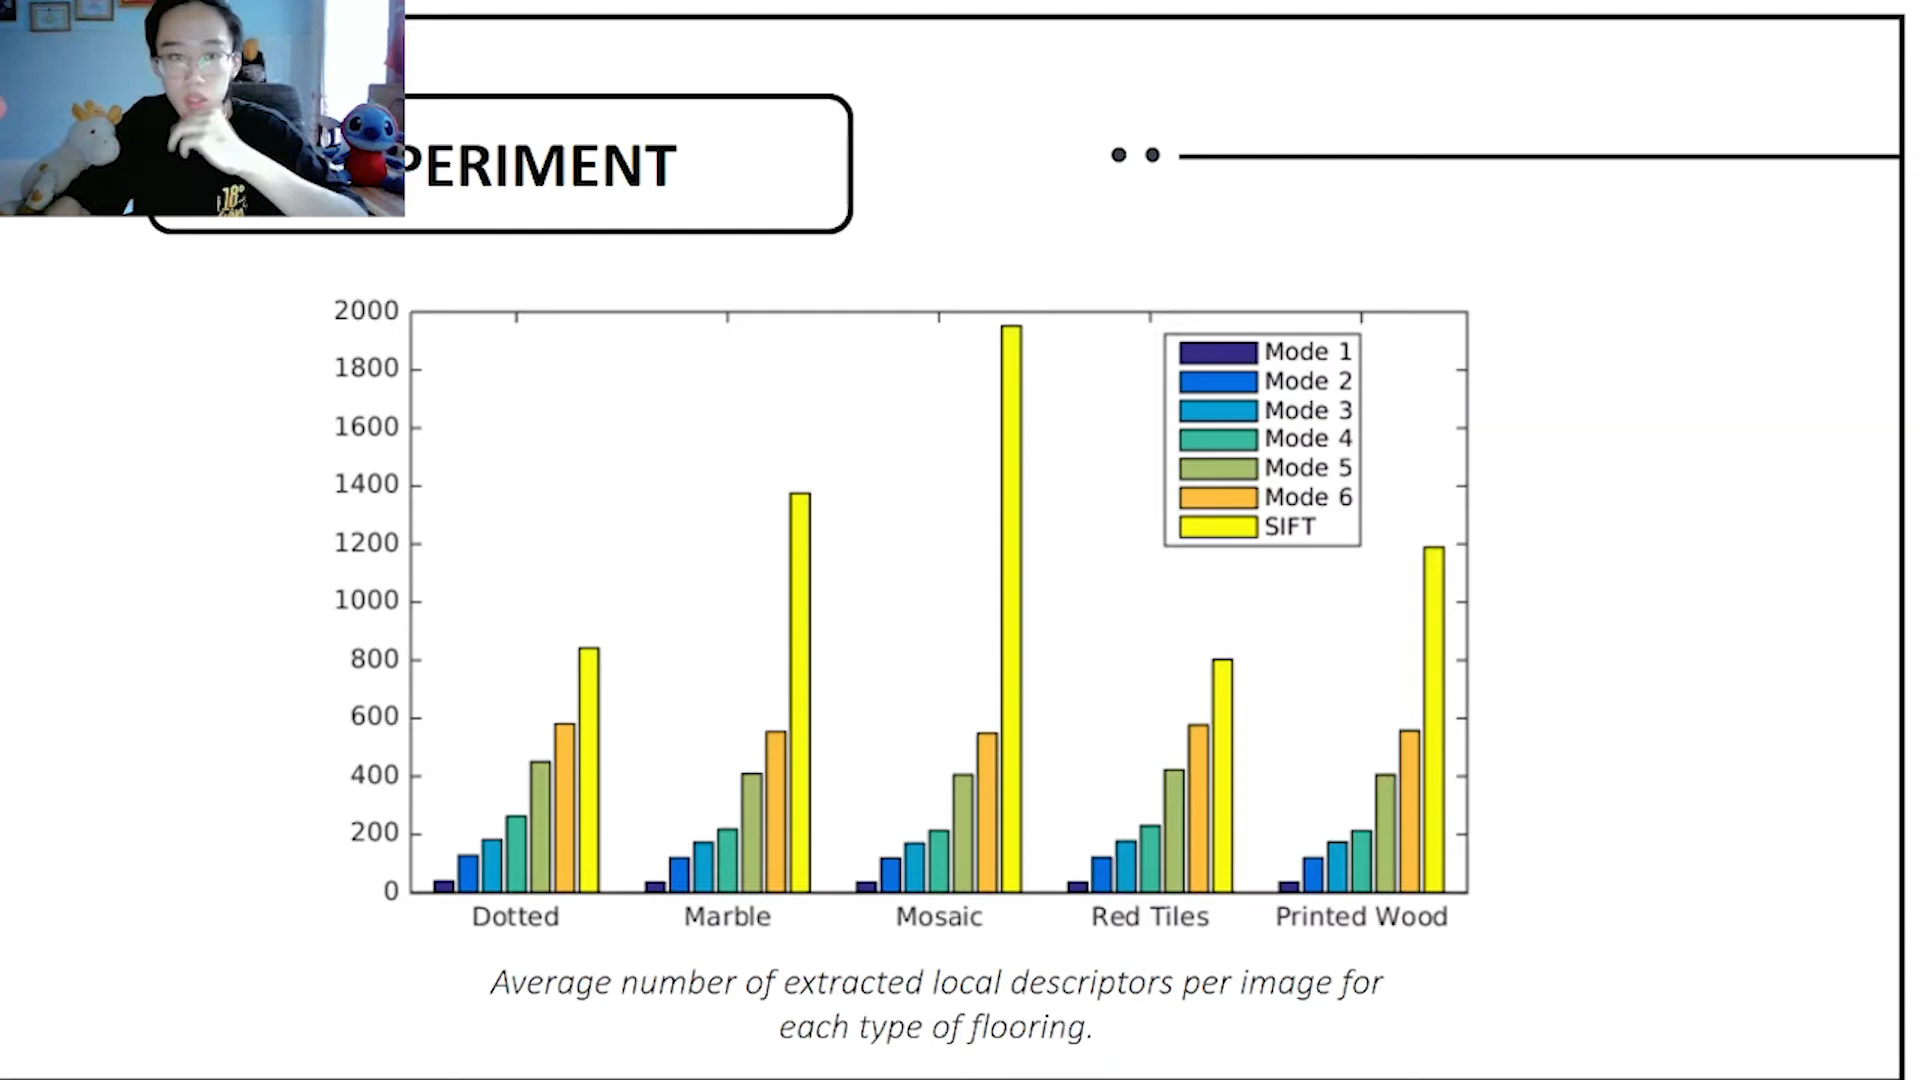 PERIMENT
18
2000
1800
1600
1400
1200
1000
800
600
400
200
0
Mode 1
Mode 2
Mode 3
Mode 4
Mode 5
Mode 6
SIFT
Dotted Marble Mosaic Red Tiles Printed Wood
Average number of extracted local descriptors per image for
each type of flooring.